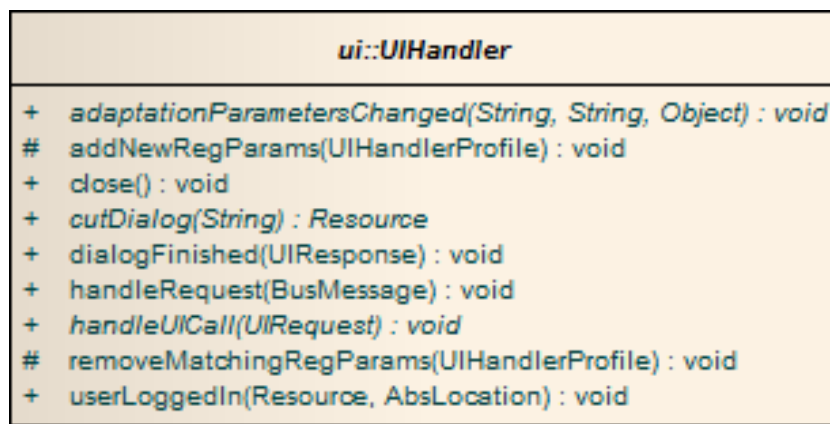 ui::UIHandler
+ adaptationParametersChanged(String, String, Object) : void
# addNewRegParams(UIHandlerProfile) : void
+ close() : void
+ cutDialog(String) : Resource
+ dialogFinished(UIResponse) : void
+ handleRequest(BusMessage) : void
+ handleUICall(UIRequest) : void
# removeMatchingRegParams(UIHandlerProfile) : void
+ userLoggedIn(Resource, AbsLocation) : void